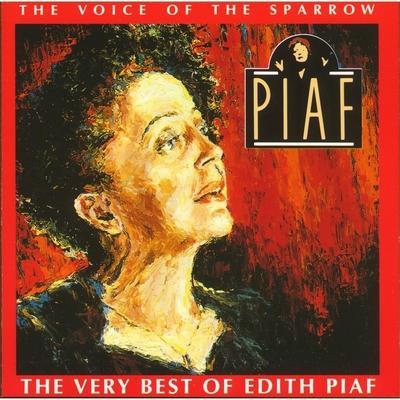 THE VOICE OF THE SPARROW
PIAF
THE VERY BEST OF EDITH PIAF